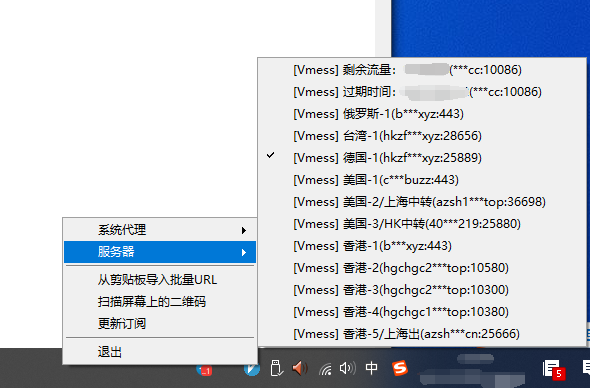 [Vmess] 剩余流量：(***cc:10086)
[Vmess] 过期时间：(***cc:10086)
[Vmess] 俄罗斯-1(b***xyz:443)
[Vmess] 台湾-1(hkzf***xyz:28656)
[Vmess] 德国-1(hkzf***xyz:25889)
[Vmess] 美国-1(c***buzz:443)
[Vmess] 美国-2/上海中转(azsh1***top:36698)
[Vmess] 美国-3/HK中转(40***219:25880)
[Vmess] 香港-1(b***xyz:443)
[Vmess] 香港-2(hgchgc2***top:10580)
[Vmess] 香港-3(hgchgc2***top:10300)
[Vmess] 香港-4(hgchgc1***top:10380)
[Vmess] 香港-5/上海出(azsh***cn:25666)
系统代理
服务器
从剪贴板导入批量URL
扫描屏幕上的二维码
更新订阅
退出
中
S
5